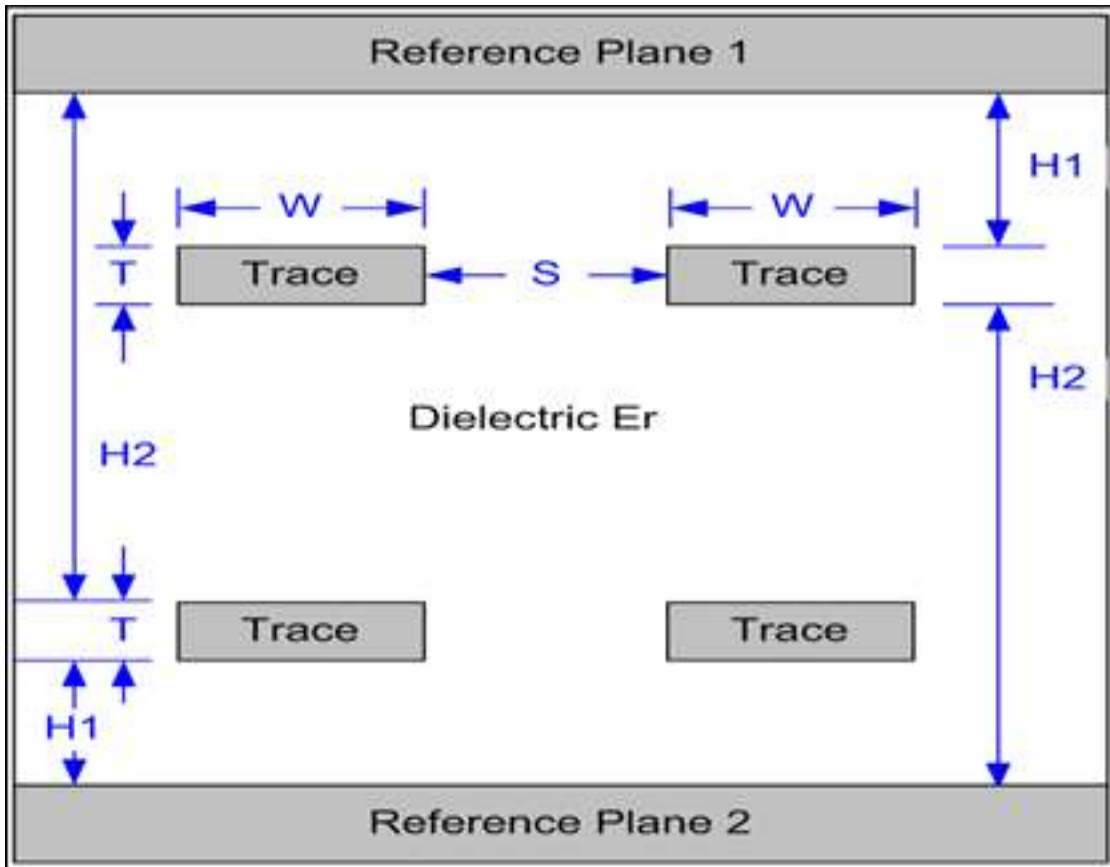 Reference Plane 1
H1
W
W
T
Trace
S
Trace
H2
Dielectric Er
H2
T
Trace
Trace
H1
Reference Plane 2